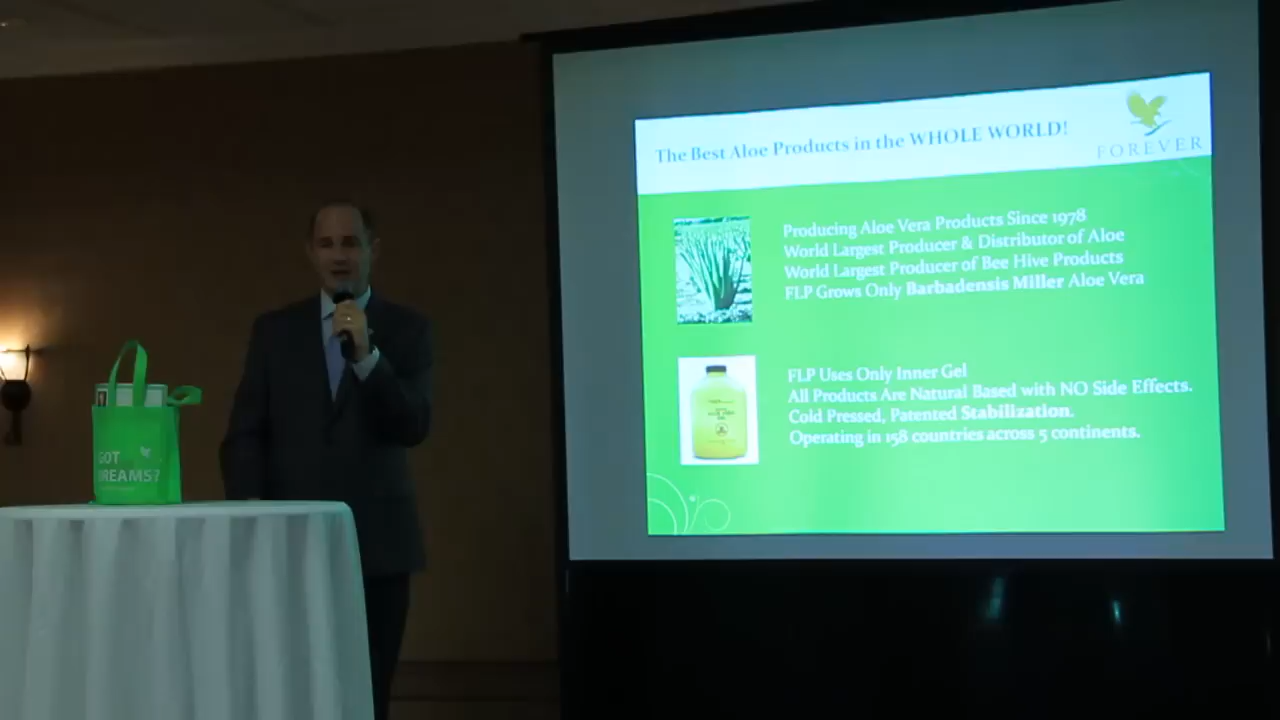 The Best Aloe Products in the WHOLE WORLD!
FOREVER
Producing Aloe Vera Products Since 1978
World Largest Producer & Distributor of Aloe
World Largest Producer of Bee Hive Products
FLP Grows Only Barbadensis Miller Aloe Vera
FLP Uses Only Inner Gel
All Products Are Natural Based with NO Side Effects.
Cold Pressed, Patented Stabilization.
Operating in 158 countries across 5 continents.
GOT
DREAMS?